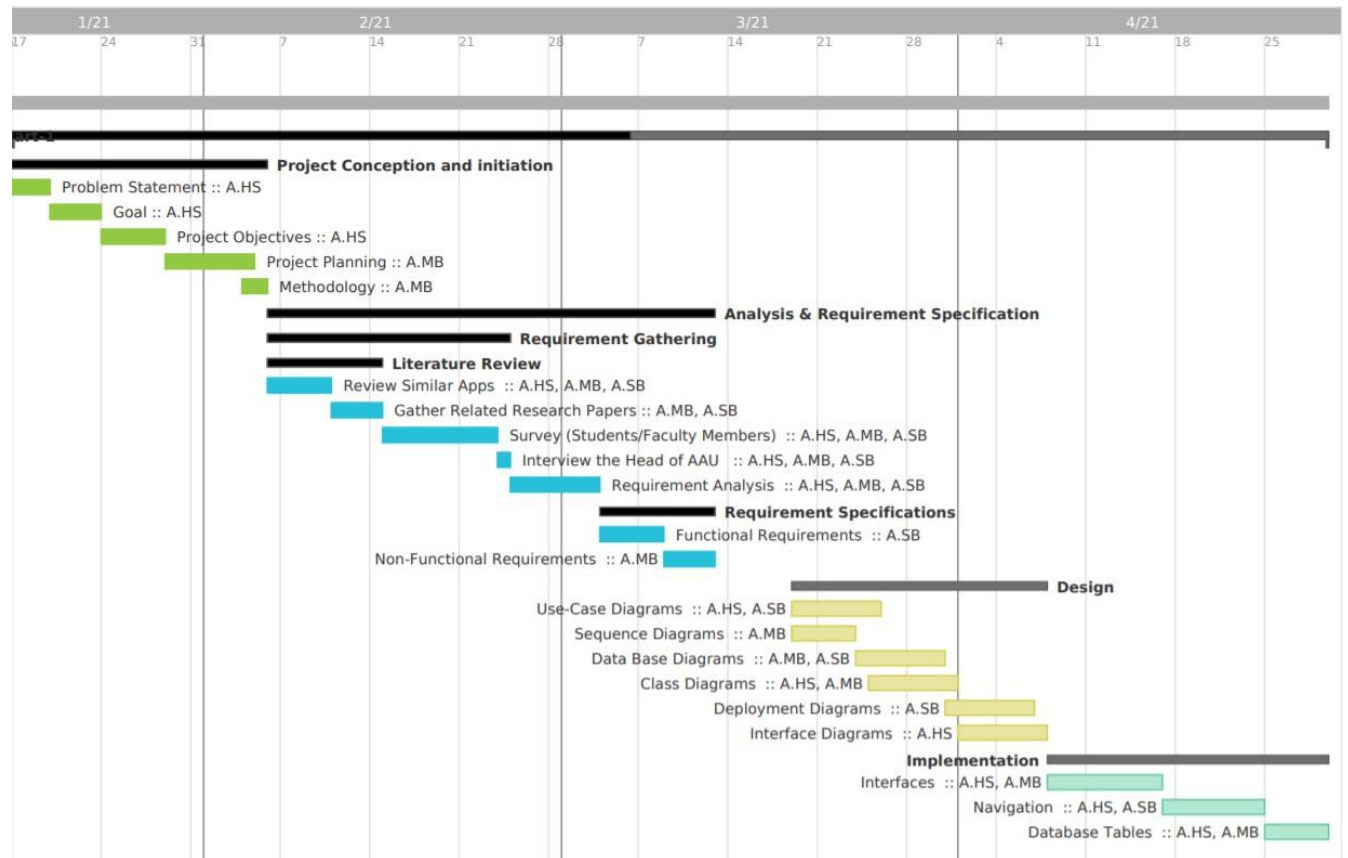 1/21 2/21 3/21 4/21
17 24 31 7 14 21 28 7 14 21 28 4 11 18 25
Project Conception and initiation
Problem Statement :: A.HS
Goal :: A.HS
Project Objectives :: A.HS
Project Planning :: A.MB
Methodology :: A.MB
Analysis & Requirement Specification
Requirement Gathering
Literature Review
Review Similar Apps :: A.HS, A.MB, A.SB
Gather Related Research Papers :: A.MB, A.SB
Survey (Students/Faculty Members) :: A.HS, A.MB, A.SB
Interview the Head of AAU :: A.HS, A.MB, A.SB
Requirement Analysis :: A.HS, A.MB, A.SB
Requirement Specifications
Functional Requirements :: A.SB
Non-Functional Requirements :: A.MB
Design
Use-Case Diagrams :: A.HS, A.SB
Sequence Diagrams :: A.MB
Data Base Diagrams :: A.MB, A.SB
Class Diagrams :: A.HS, A.MB
Deployment Diagrams :: A.SB
Interface Diagrams :: A.HS
Implementation
Interfaces :: A.HS, A.MB
Navigation :: A.HS, A.SB
Database Tables :: A.HS, A.MB